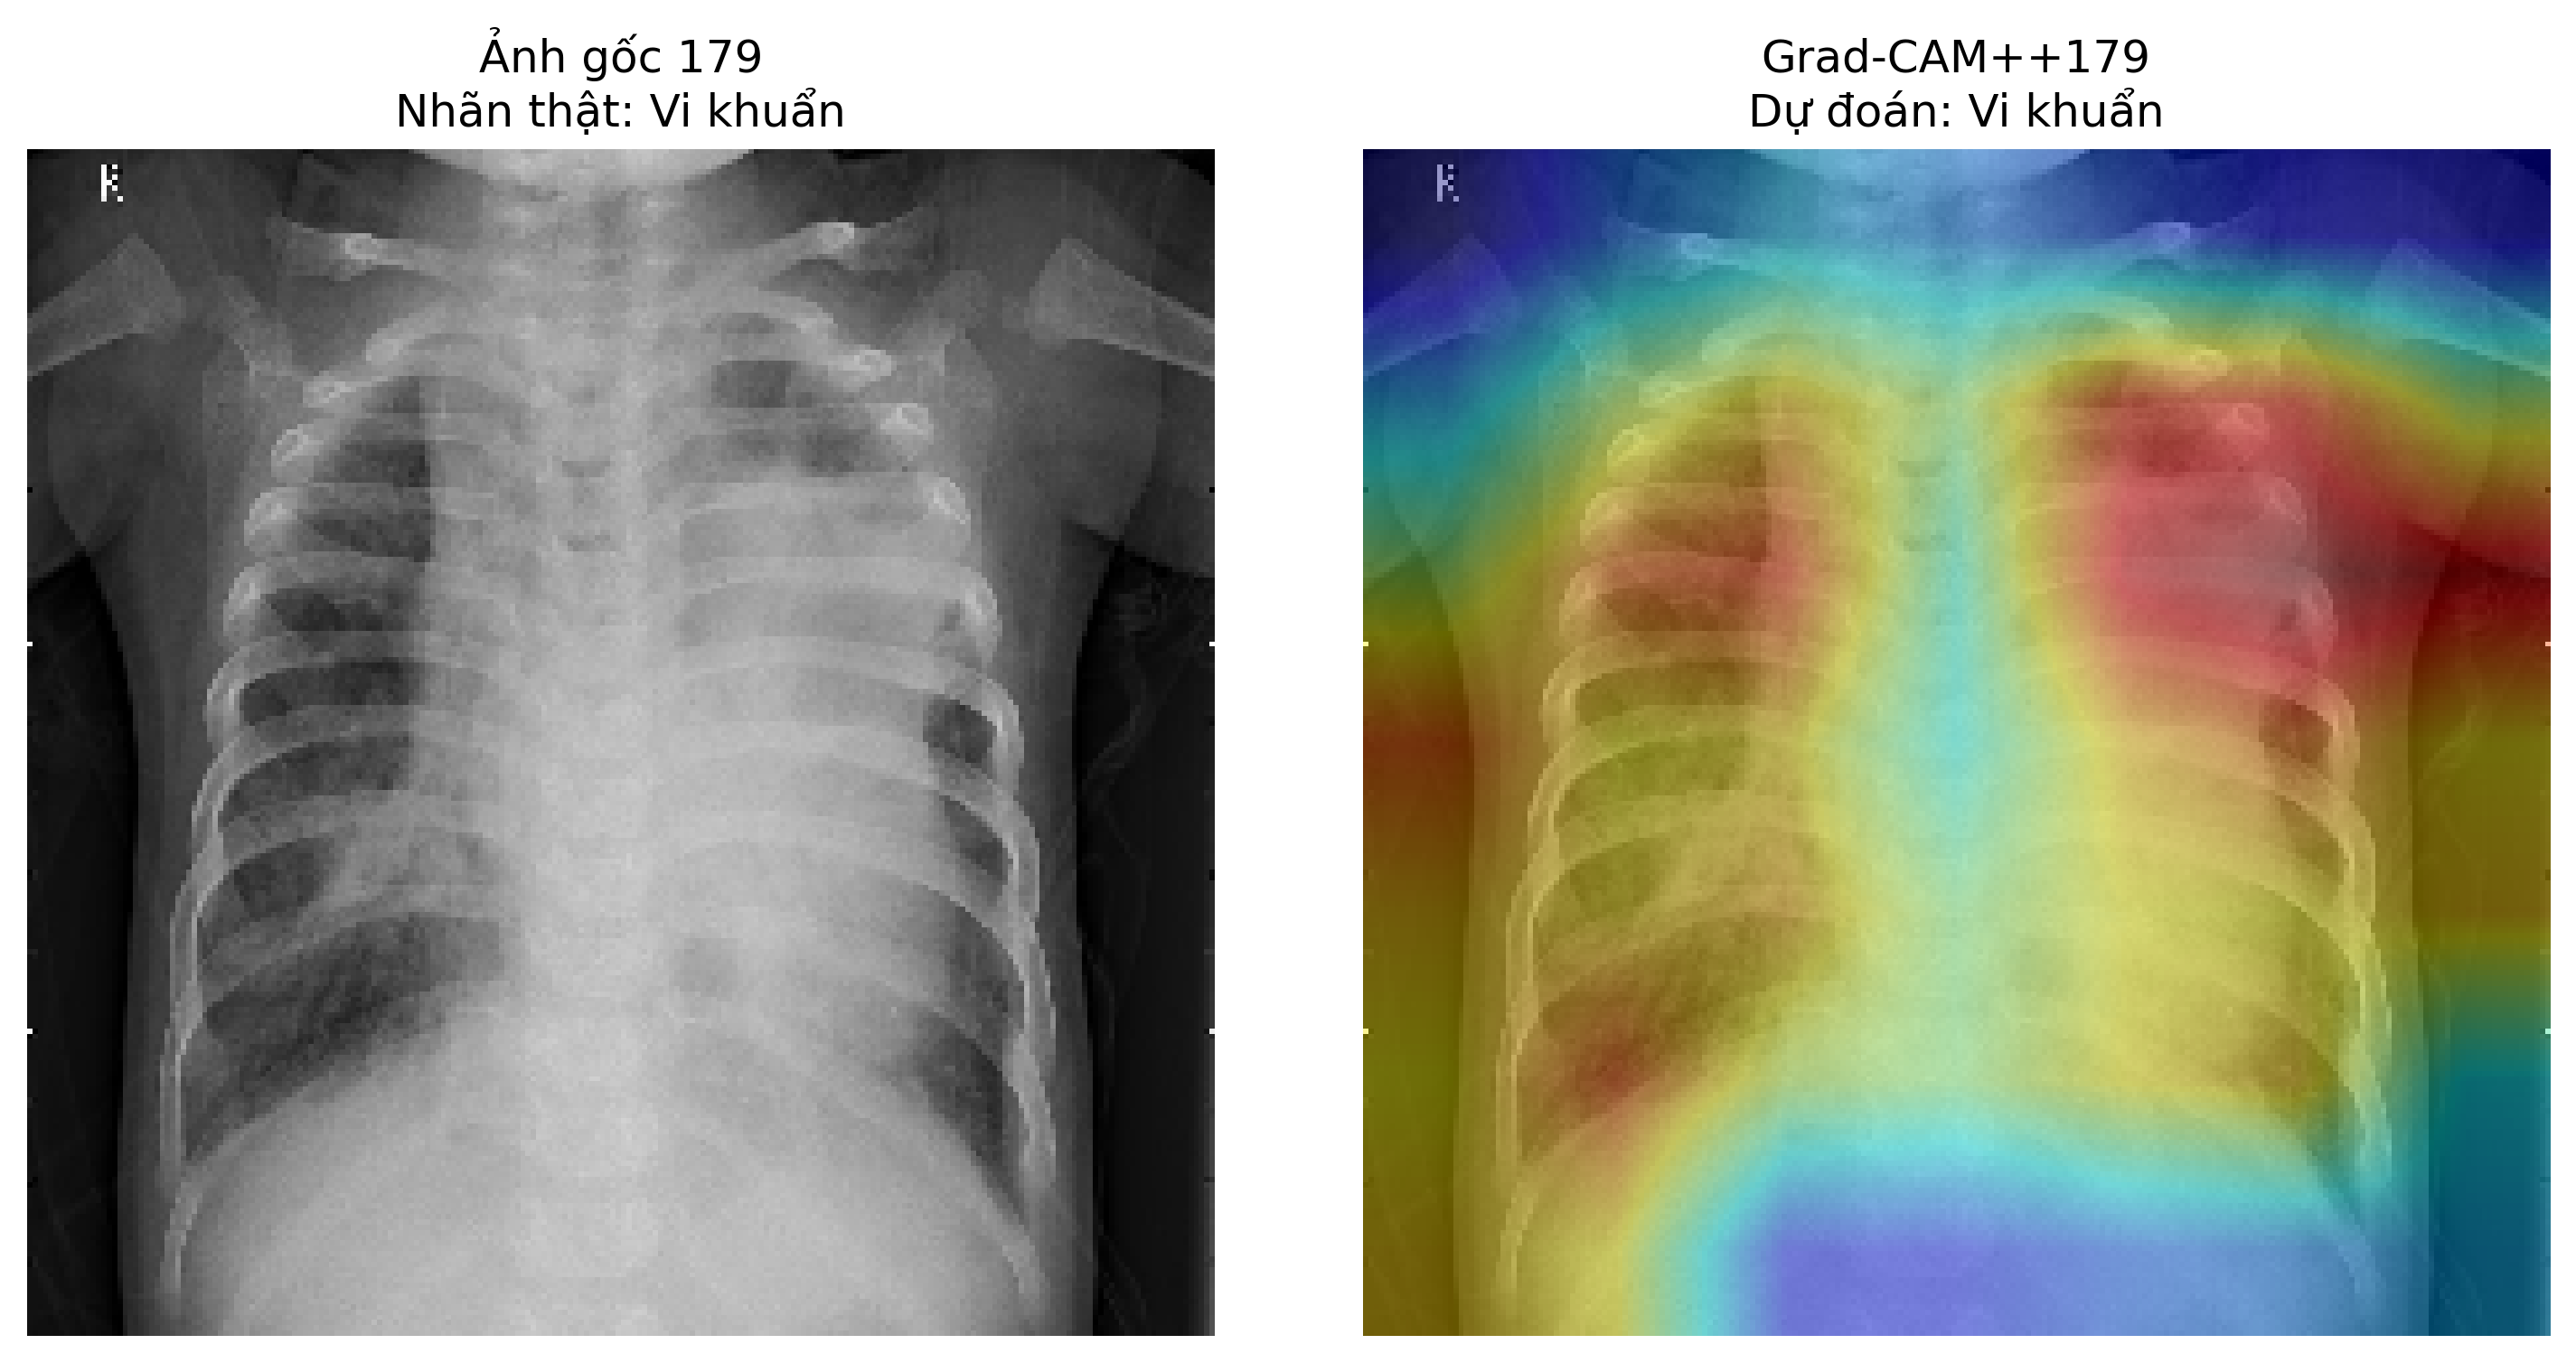 Ảnh gốc 179
Nhãn thật: Vi khuẩn
Grad-CAM++179
Dự đoán: Vi khuẩn
R
R